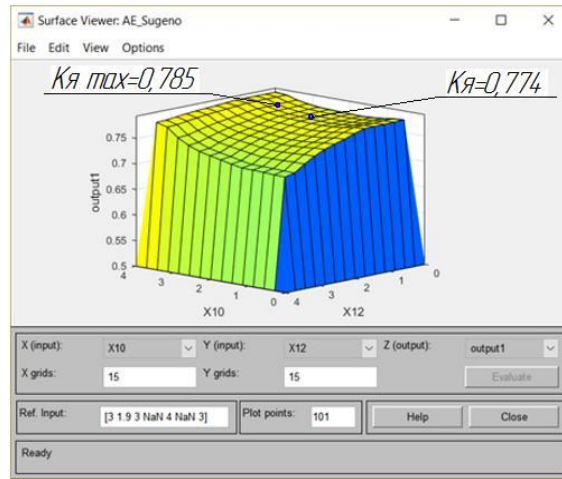 Surface Viewer: AE_Sugeno
File Edit View Options
Kя max=0,785
Kя=0,774
0.75
0.7
0.65
0.6
0.55
0.5
output1
4 3 2 1 0
X10
4 3 2 1 0
X12
X (input): X10 Y (input): X12 Z (output): output1
X grids: 15 Y grids: 15 Evaluate
Ref. Input: [3 1.9 3 NaN 4 NaN 3] Plot points: 101 Help Close
Ready